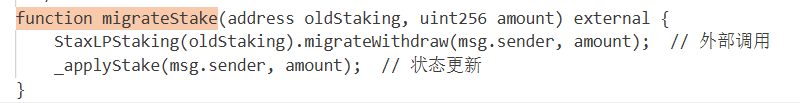 function migrateStake(address oldStaking, uint256 amount) external {
StaxLPStaking(oldStaking).migrateWithdraw(msg.sender, amount);  // 外部调用
_applyStake(msg.sender, amount);  // 状态更新
}